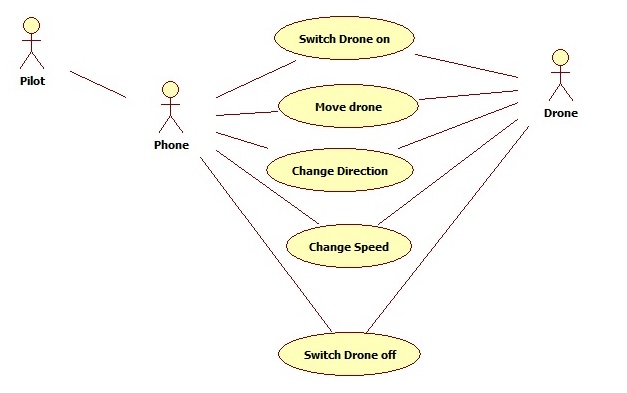 Switch Drone on
Pilot
Move drone
Drone
Phone
Change Direction
Change Speed
Switch Drone off